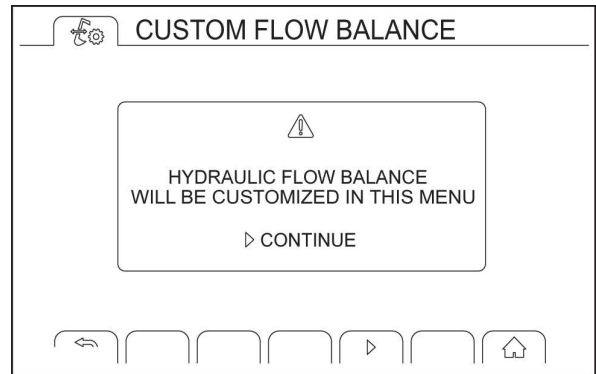 CUSTOM FLOW BALANCE
HYDRAULIC FLOW BALANCE
WILL BE CUSTOMIZED IN THIS MENU
CONTINUE